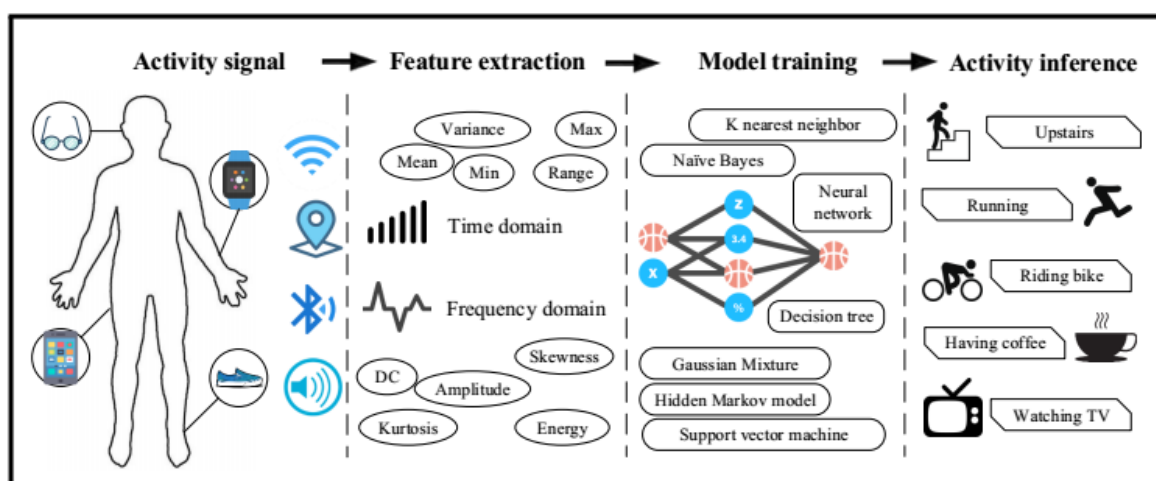 Activity signal
Feature extraction
Model training
Activity inference
Variance
Max
Mean
Min
Range
Time domain
Frequency domain
Skewness
DC
Amplitude
Kurtosis
Energy
K nearest neighbor
Naïve Bayes
Neural
network
Z
3.4
X
%
Decision tree
Gaussian Mixture
Hidden Markov model
Support vector machine
Upstairs
Running
Riding bike
Having coffee
Watching TV